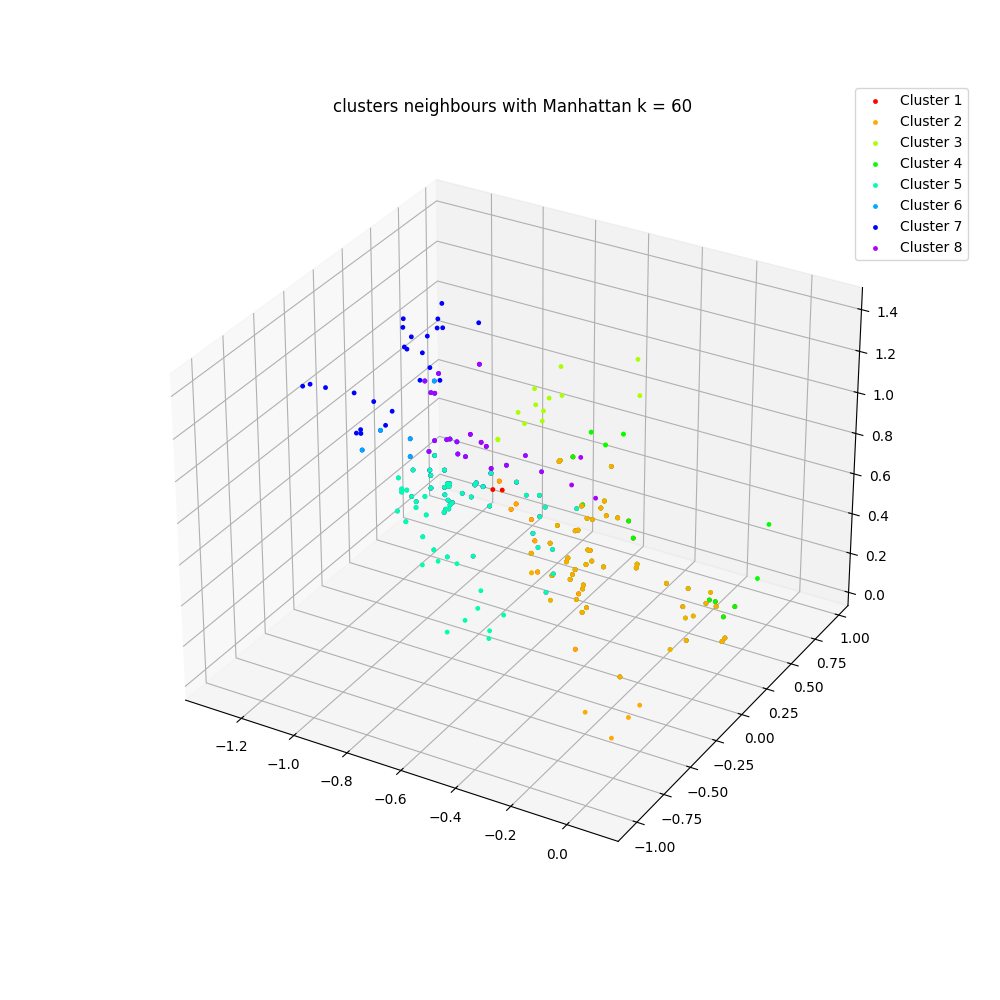 clusters neighbours with Manhattan k = 60
Cluster 1
Cluster 2
Cluster 3
Cluster 4
Cluster 5
Cluster 6
Cluster 7
Cluster 8
1.4
1.2
1.0
0.8
0.6
0.4
0.2
0.0
1.00
0.75
0.50
0.25
0.00
−0.25
−0.50
−0.75
−1.00
−1.2
−1.0
−0.8
−0.6
−0.4
−0.2
0.0